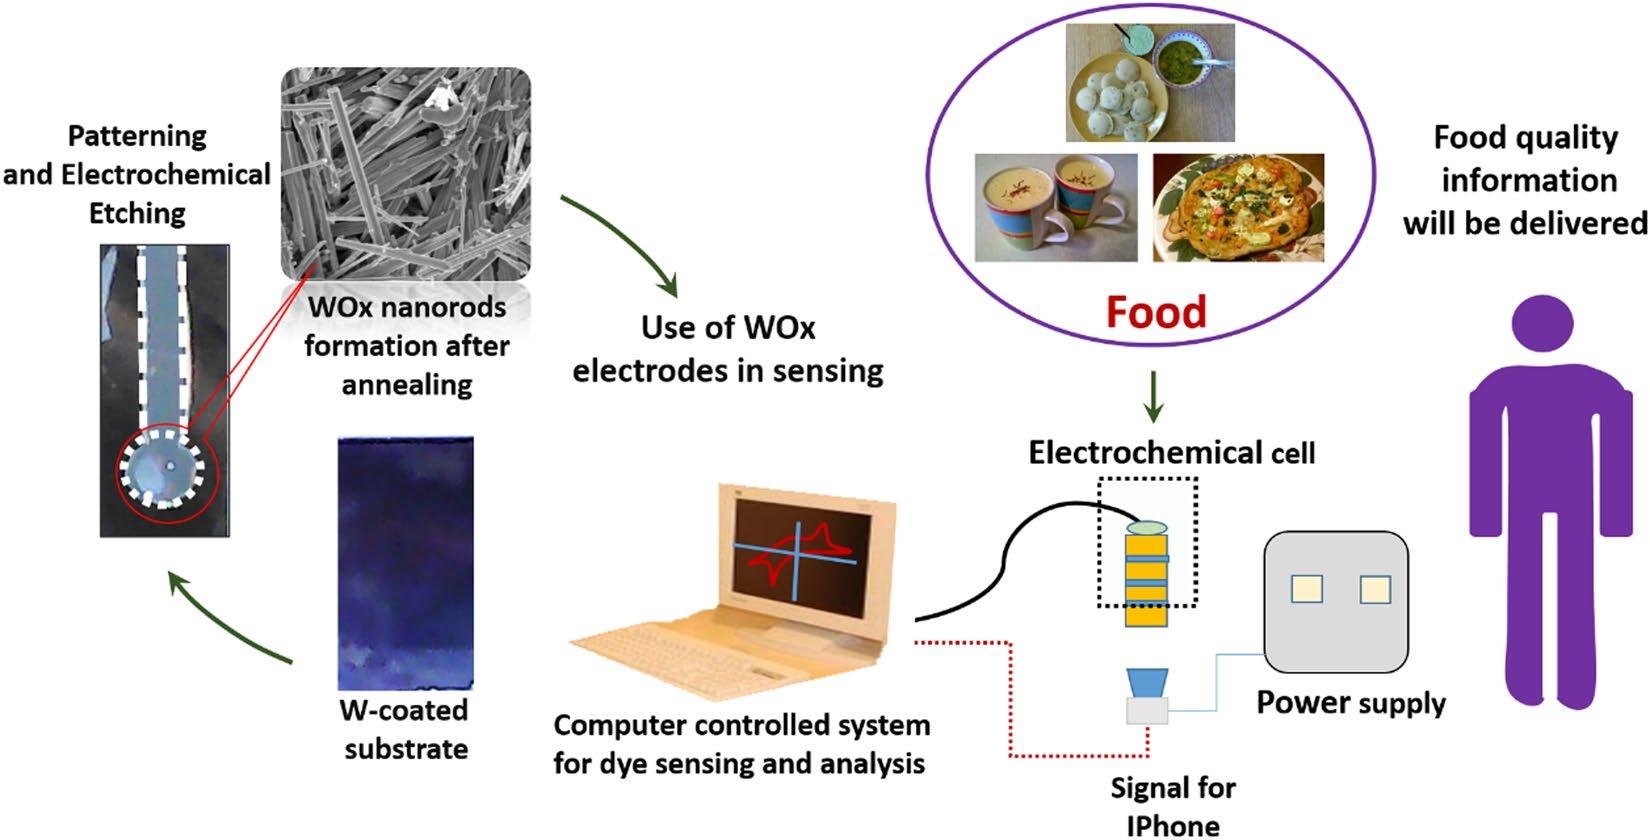 Patterning
and Electrochemical
Etching
WOx nanorods
formation after
annealing
W-coated
substrate
Use of WOx
electrodes in sensing
Computer controlled system
for dye sensing and analysis
Food
Electrochemical cell
Power supply
Signal for
IPhone
Food quality
information
will be delivered